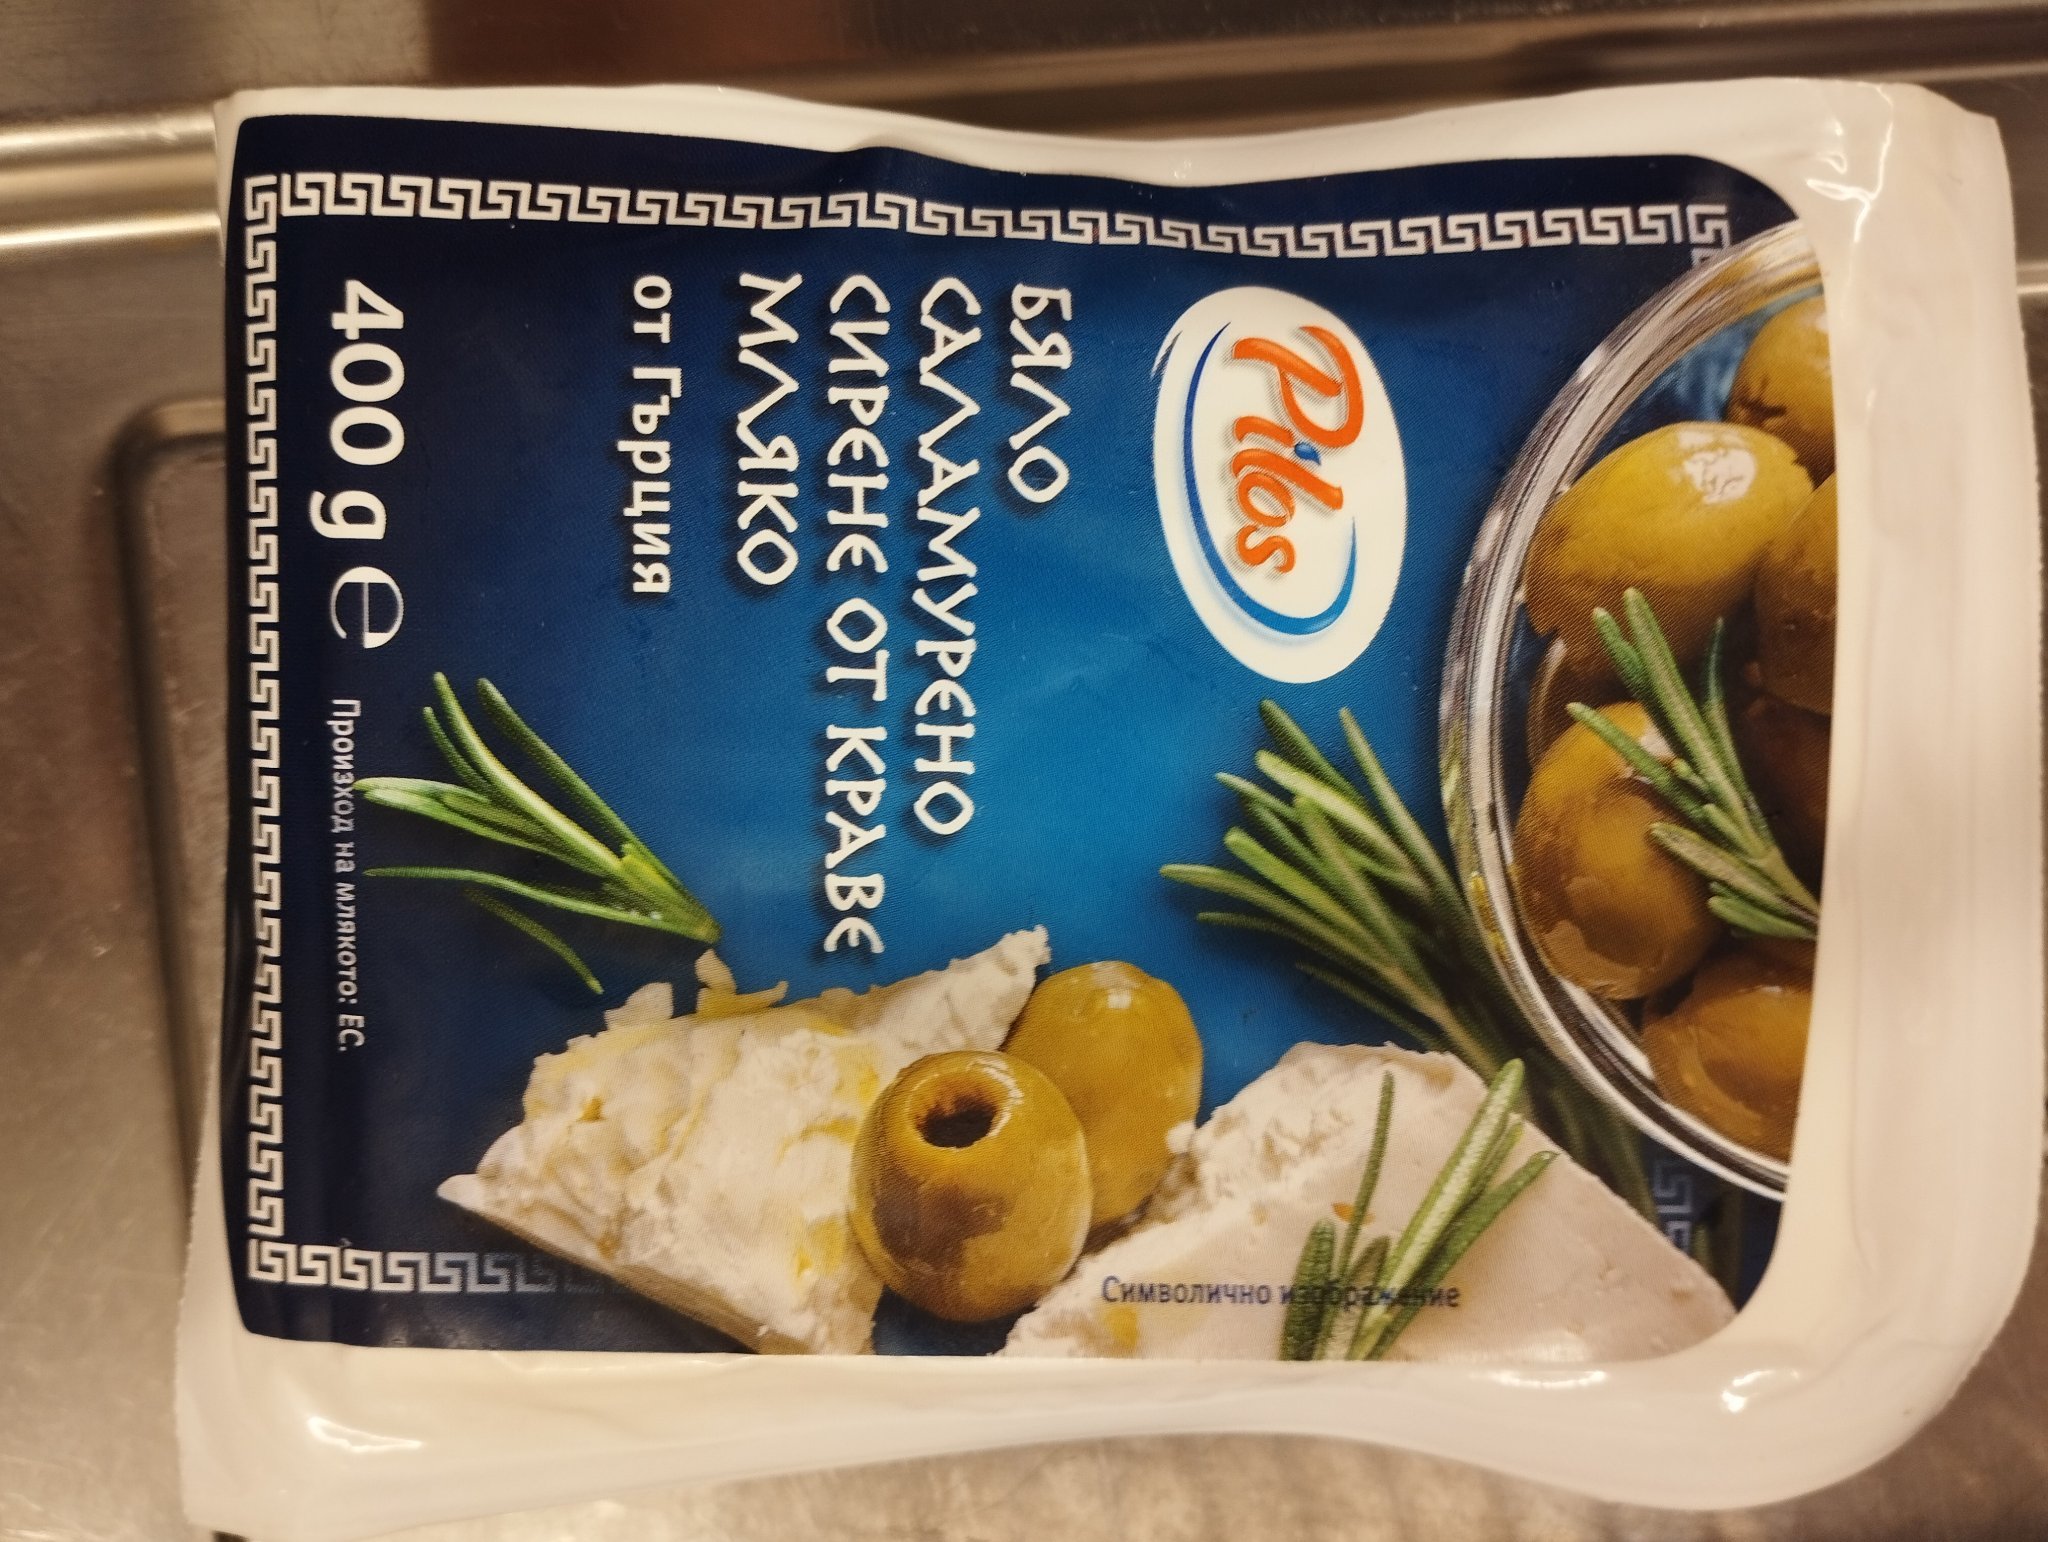 Pilos
БЯЛО
САЛАМУРЕНО
СИРЕНЕ ОТ КРАВЕ
МЛЯКО
от Гърция
400 g ℮
Произход на млякото: ЕС.
Символично изображение